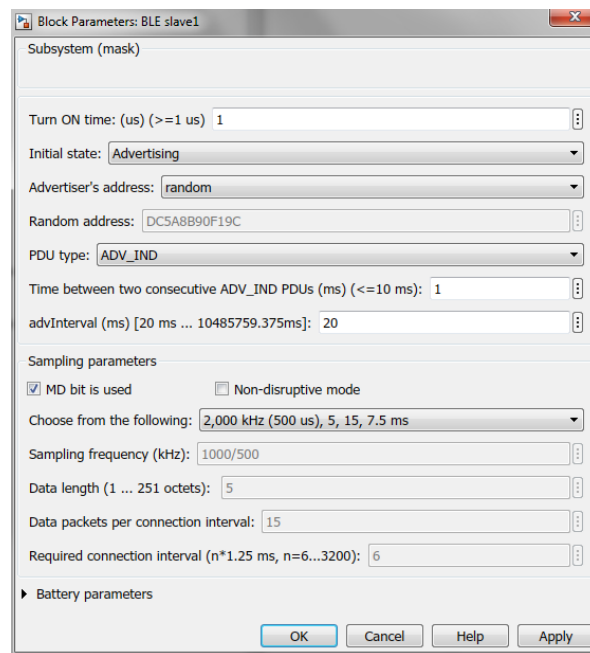 Block Parameters: BLE slave1
Subsystem (mask)
Turn ON time: (us) (>=1 us) 1
Initial state: Advertising
Advertiser's address: random
Random address: DC5A8B90F19C
PDU type: ADV_IND
Time between two consecutive ADV_IND PDUs (ms) (<=10 ms): 1
advInterval (ms) [20 ms ... 10485759.375ms]: 20
Sampling parameters
MD bit is used Non-disruptive mode
Choose from the following: 2,000 kHz (500 us), 5, 15, 7.5 ms
Sampling frequency (kHz): 1000/500
Data length (1 ... 251 octets): 5
Data packets per connection interval: 15
Required connection interval (n*1.25 ms, n=6...3200): 6
Battery parameters
OK Cancel Help Apply